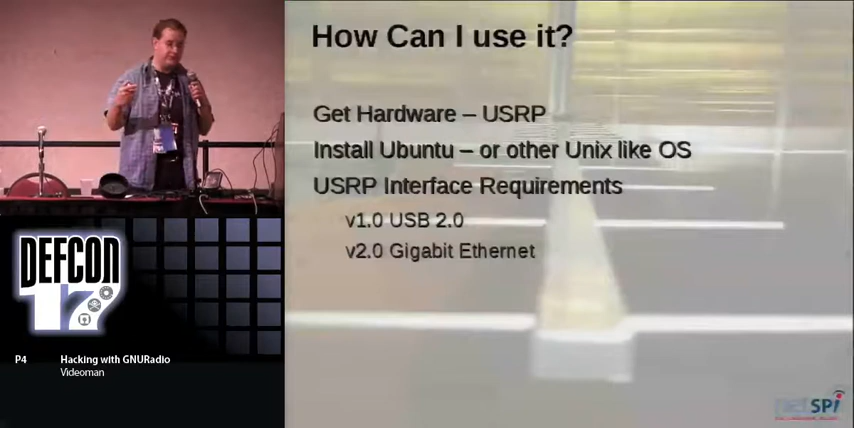 How Can I use it?
Get Hardware – USRP
Install Ubuntu – or other Unix like OS
USRP Interface Requirements
v1.0 USB 2.0
v2.0 Gigabit Ethernet
DEFCON
17
P4 Hacking with GNURadio
Videoman
netSPi